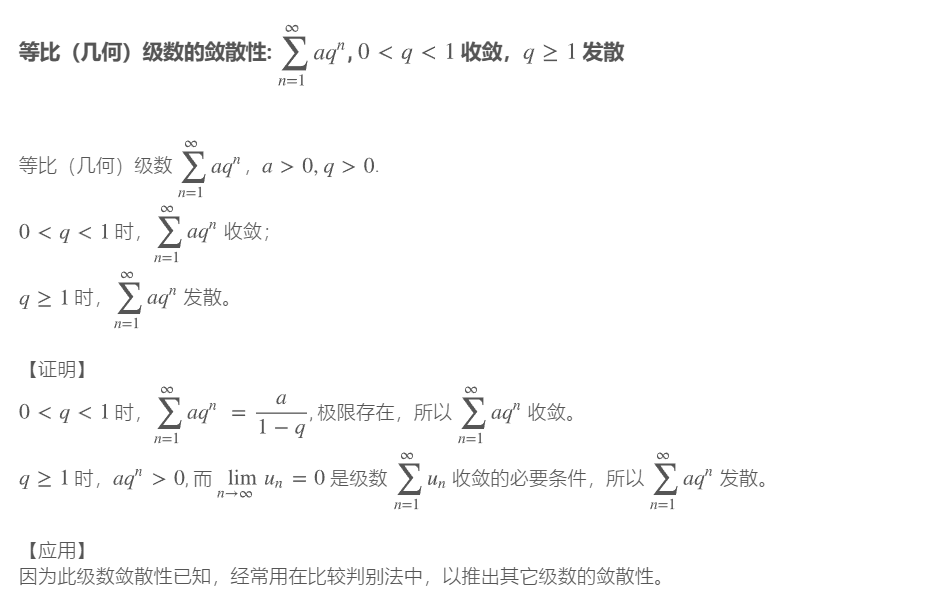 等比（几何）级数的敛散性: $\sum_{n=1}^{\infty} aq^n$, $0 < q < 1$ 收敛，$q \geq 1$ 发散
等比（几何）级数 $\sum_{n=1}^{\infty} aq^n$，$a > 0, q > 0$.
$0 < q < 1$ 时，$\sum_{n=1}^{\infty} aq^n$ 收敛；
$q \geq 1$ 时，$\sum_{n=1}^{\infty} aq^n$ 发散。
【证明】
$0 < q < 1$ 时，$\sum_{n=1}^{\infty} aq^n = \frac{a}{1-q}$, 极限存在，所以 $\sum_{n=1}^{\infty} aq^n$ 收敛。
$q \geq 1$ 时，$aq^n > 0$, 而 $\lim_{n \to \infty} u_n = 0$ 是级数 $\sum_{n=1}^{\infty} u_n$ 收敛的必要条件，所以 $\sum_{n=1}^{\infty} aq^n$ 发散。
【应用】
因为此级数敛散性已知，经常用在比较判别法中，以推出其它级数的敛散性。